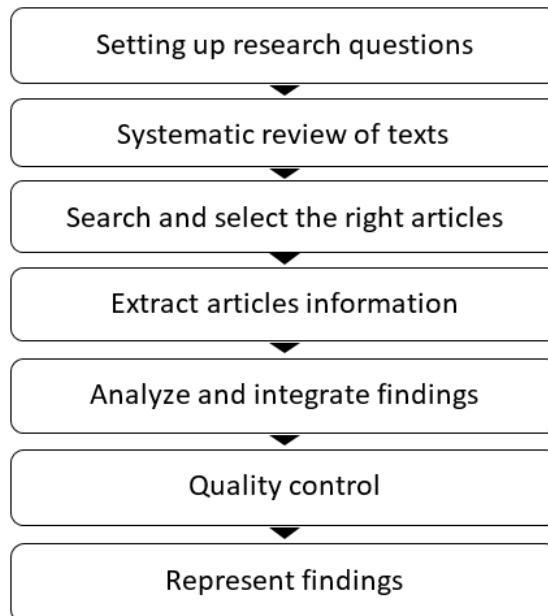 Setting up research questions
Systematic review of texts
Search and select the right articles
Extract articles information
Analyze and integrate findings
Quality control
Represent findings